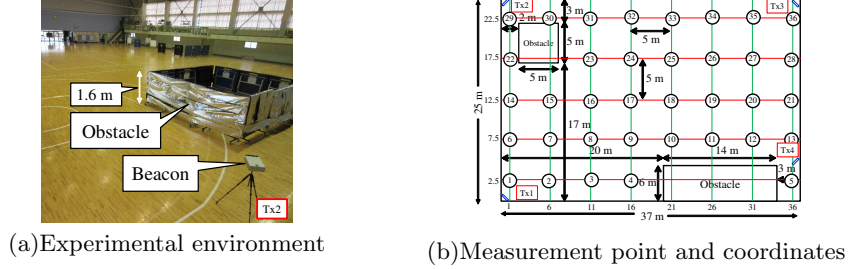 1.6 m
Obstacle
Beacon
Tx2
(a)Experimental environment
Tx2
3 m
Tx3
22.5
29
30
31
32
33
34
35
36
2 m
Obstacle
5 m
5 m
17.5
22
23
24
25
26
27
28
5 m
5 m
25 m
12.5
14
15
16
17
18
19
20
21
17 m
7.5
6
7
8
9
10
11
12
13
Tx4
20 m
14 m
3 m
2.5
1
2
3
4
6 m
Obstacle
5
Tx1
1
6
11
16
21
26
31
36
37 m
(b)Measurement point and coordinates